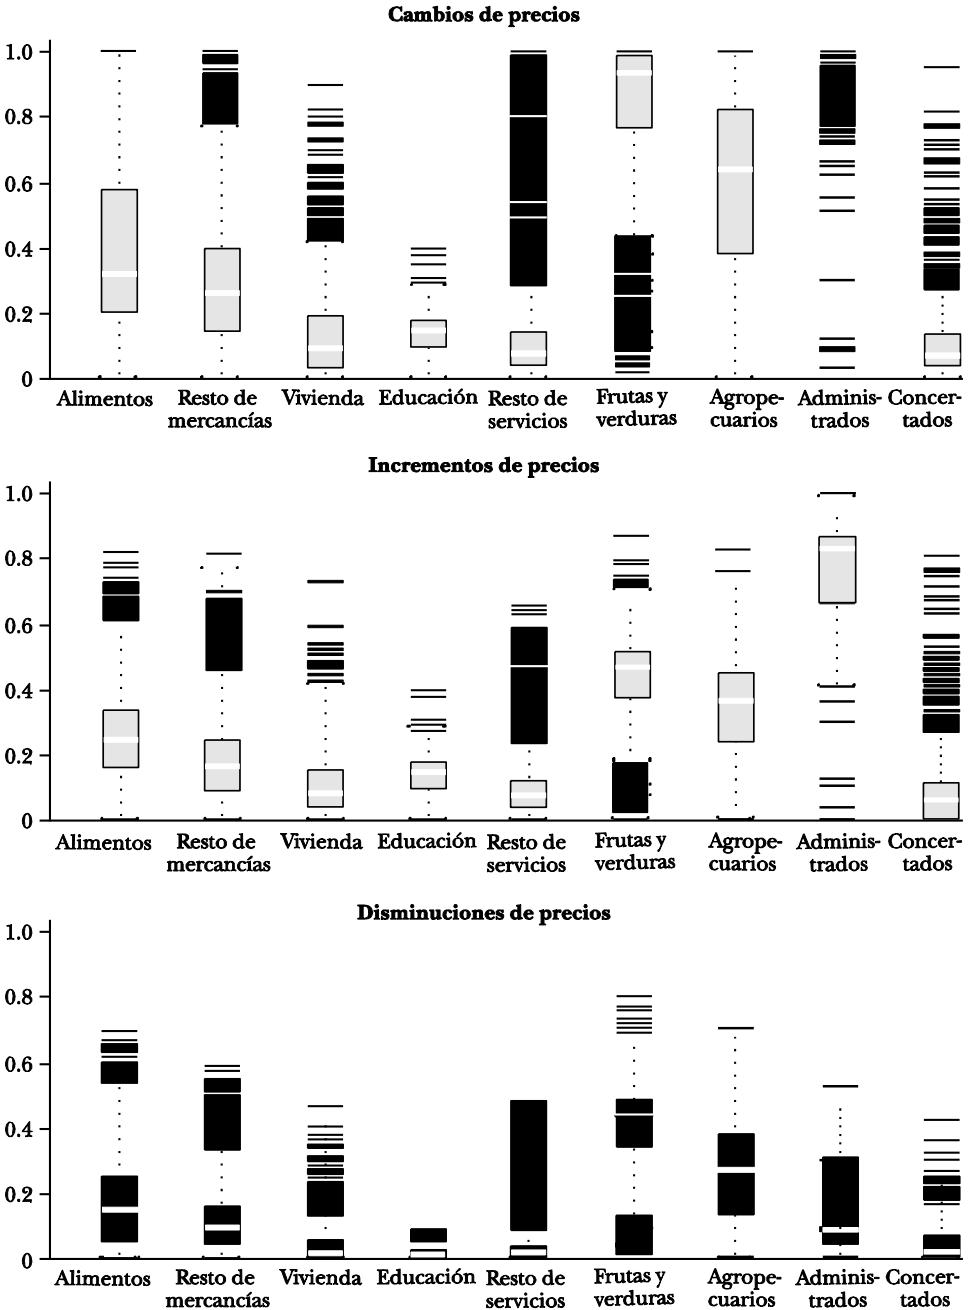 Cambios de precios
1.0
0.8
0.6
0.4
0.2
0
Alimentos Resto de Vivienda Educación Resto de Frutas y Agrope- Adminis- Concer-
mercancías servicios verduras cuarios trados tados
Incrementos de precios
1.0
0.8
0.6
0.4
0.2
0
Alimentos Resto de Vivienda Educación Resto de Frutas y Agrope- Adminis- Concer-
mercancías servicios verduras cuarios trados tados
Disminuciones de precios
1.0
0.8
0.6
0.4
0.2
0
Alimentos Resto de Vivienda Educación Resto de Frutas y Agrope- Adminis- Concer-
mercancías servicios verduras cuarios trados tados